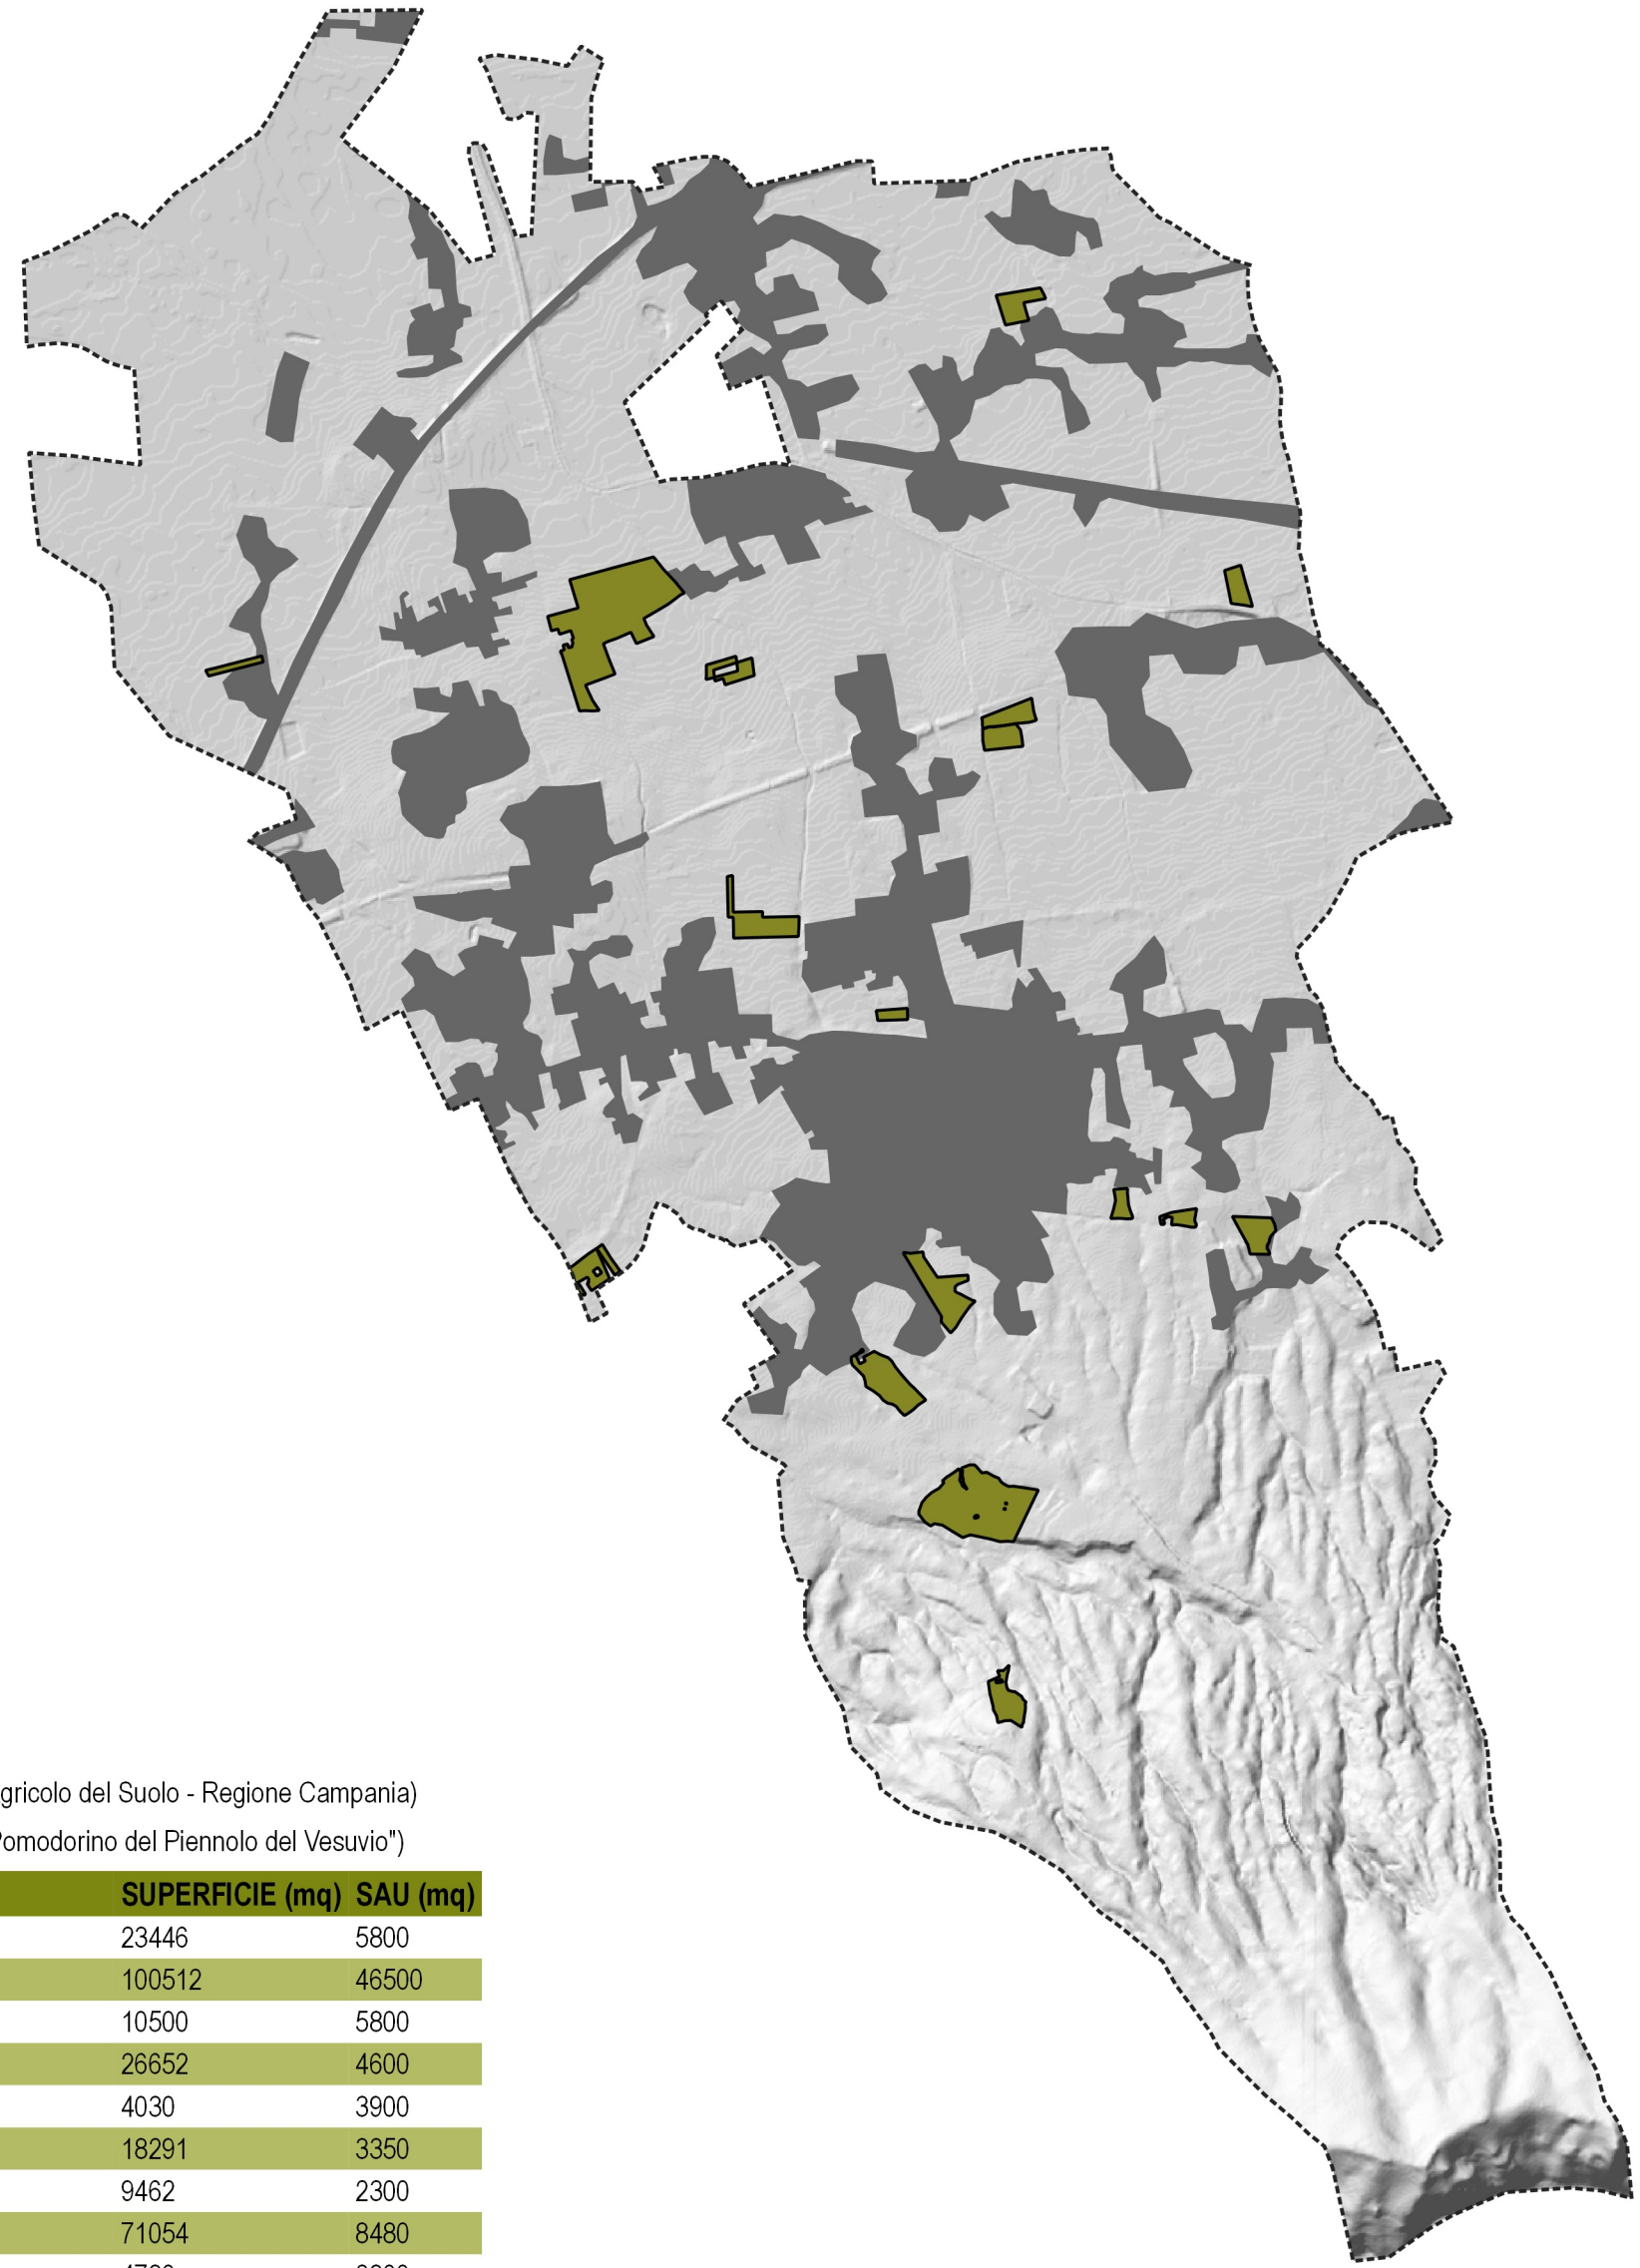 gricolo del Suolo - Regione Campania)
omodorino del Piennolo del Vesuvio")
SUPERFICIE (mq) SAU (mq)
23446 5800
100512 46500
10500 5800
26652 4600
4030 3900
18291 3350
9462 2300
71054 8480